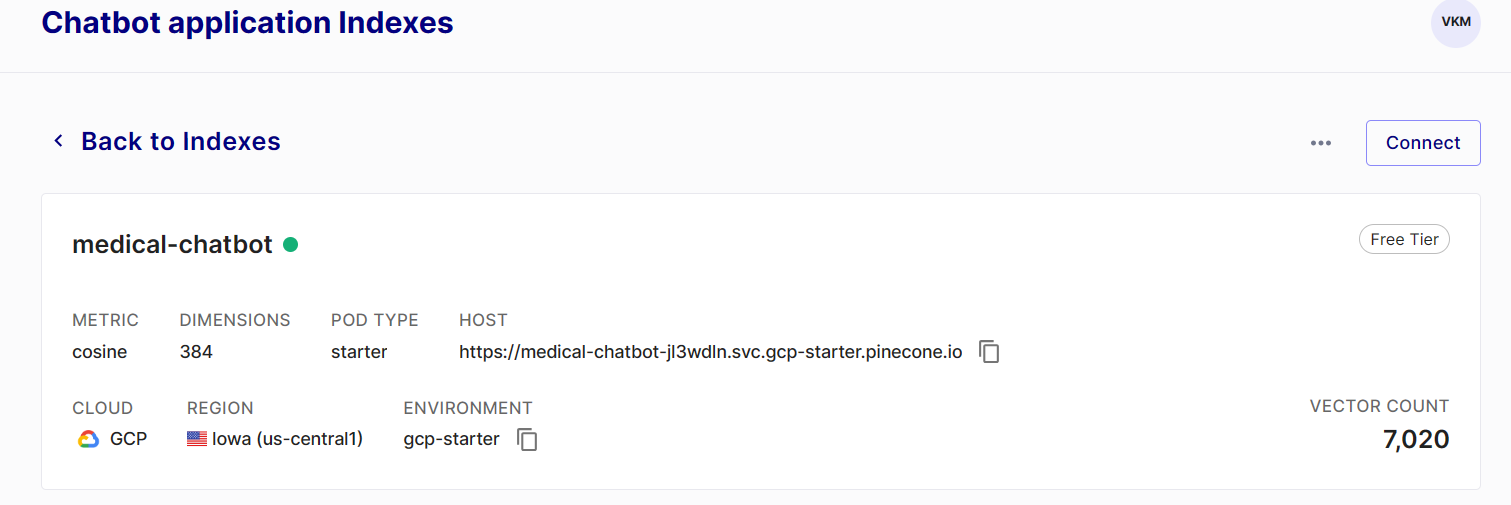 Chatbot application Indexes
VKM
Back to Indexes
Connect
medical-chatbot
Free Tier
METRIC DIMENSIONS POD TYPE HOST
cosine 384 starter https://medical-chatbot-jl3wdln.svc.gcp-starter.pinecone.io
CLOUD REGION ENVIRONMENT VECTOR COUNT
GCP Iowa (us-central1) gcp-starter 7,020